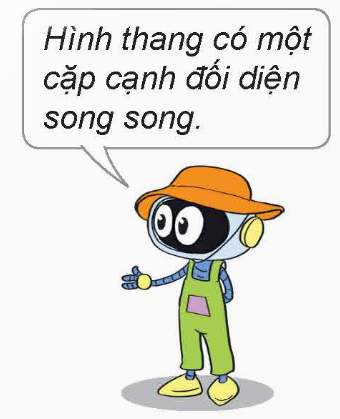 Hình thang có một
cặp cạnh đối diện
song song.